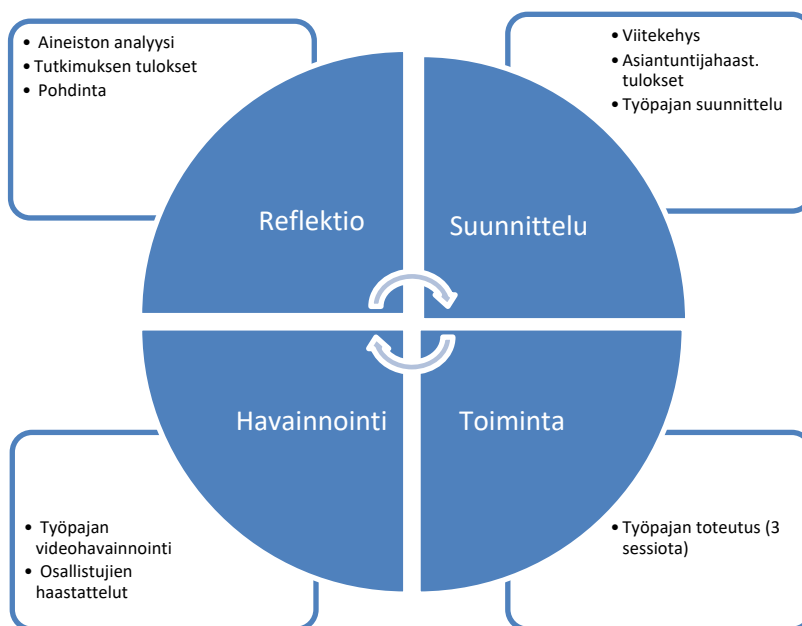 • Aineiston analyysi
• Tutkimuksen tulokset
• Pohdinta
• Viitekehys
• Asiantuntijahaast.
tulokset
• Työpajan suunnittelu
Reflektio
Suunnittelu
Havainnointi
Toiminta
• Työpajan
videohavainnointi
• Osallistujien
haastattelut
• Työpajan toteutus (3
sessiota)